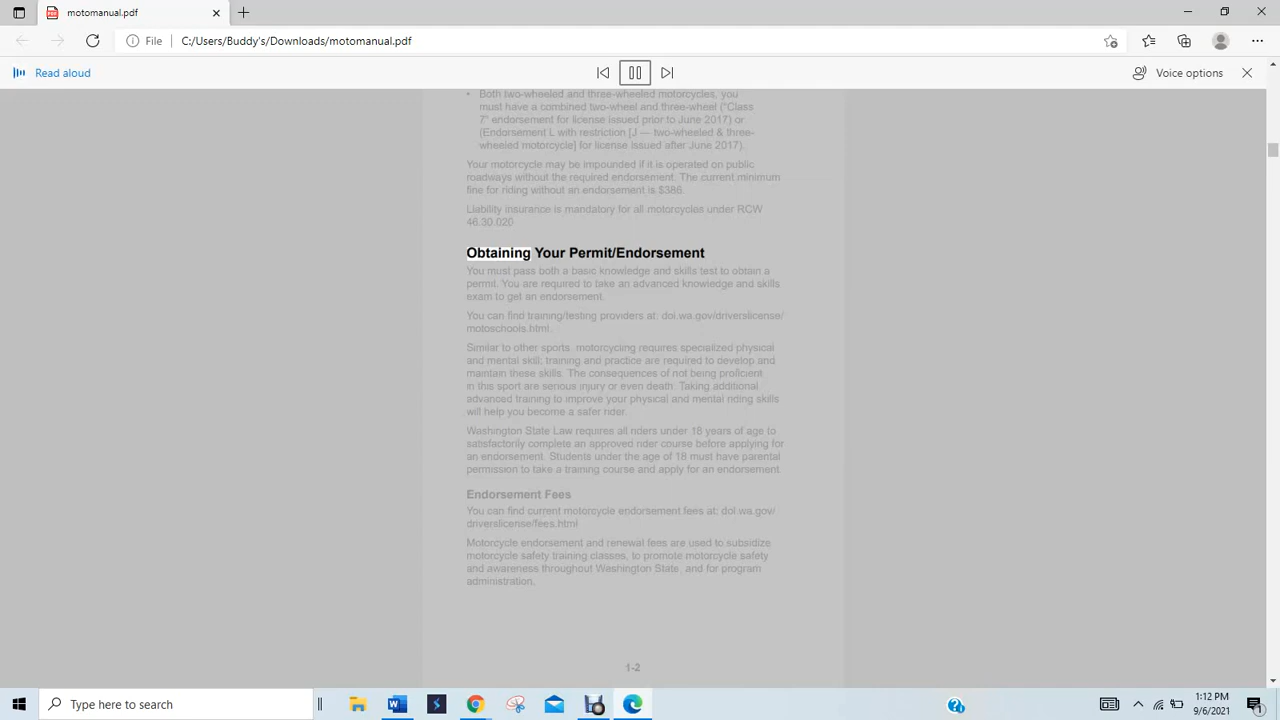 motomanual.pdf
File
C:/Users/Buddy's/Downloads/motomanual.pdf
Read aloud
Voice options
• Both two-wheeled and three-wheeled motorcycles, you
must have a combined two-wheel and three-wheel ("Class
7" endorsement for license issued prior to June 2017) or
(Endorsement L with restriction [J — two-wheeled & three-
wheeled motorcycle] for license issued after June 2017).
Your motorcycle may be impounded if it is operated on public
roadways without the required endorsement. The current minimum
fine for riding without an endorsement is $386.
Liability insurance is mandatory for all motorcycles under RCW
46.30.020
Obtaining Your Permit/Endorsement
You must pass both a basic knowledge and skills test to obtain a
permit. You are required to take an advanced knowledge and skills
exam to get an endorsement.
You can find training/testing providers at: dol.wa.gov/driverslicense/
motoschools.html.
Similar to other sports, motorcycling requires specialized physical
and mental skill; training and practice are required to develop and
maintain these skills. The consequences of not being proficient
in this sport are serious injury or even death. Taking additional
advanced training to improve your physical and mental riding skills
will help you become a safer rider.
Washington State Law requires all riders under 18 years of age to
satisfactorily complete an approved rider course before applying for
an endorsement. Students under the age of 18 must have parental
permission to take a training course and apply for an endorsement.
Endorsement Fees
You can find current motorcycle endorsement fees at: dol.wa.gov/
driverslicense/fees.html
Motorcycle endorsement and renewal fees are used to subsidize
motorcycle safety training classes, to promote motorcycle safety
and awareness throughout Washington State, and for program
administration.
1-2
Type here to search
1:12 PM
9/6/2021